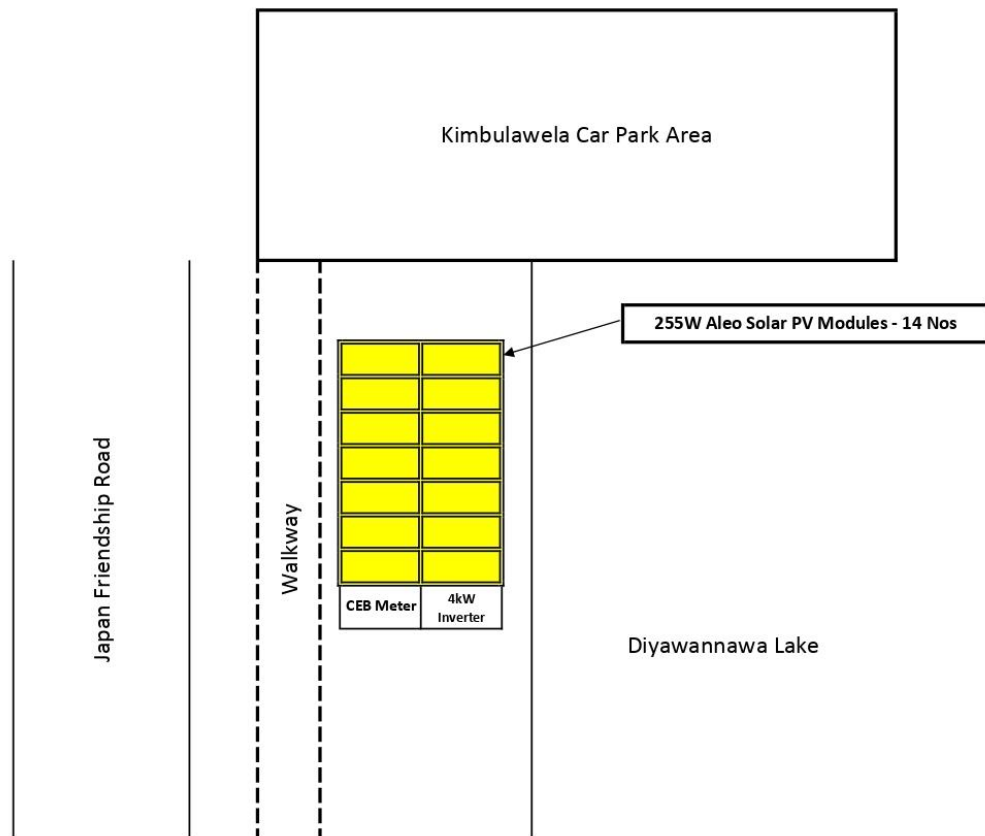 Kimbulawela Car Park Area
255W Aleo Solar PV Modules - 14 Nos
Japan Friendship Road
Walkway
CEB Meter
4kW
Inverter
Diyawannawa Lake